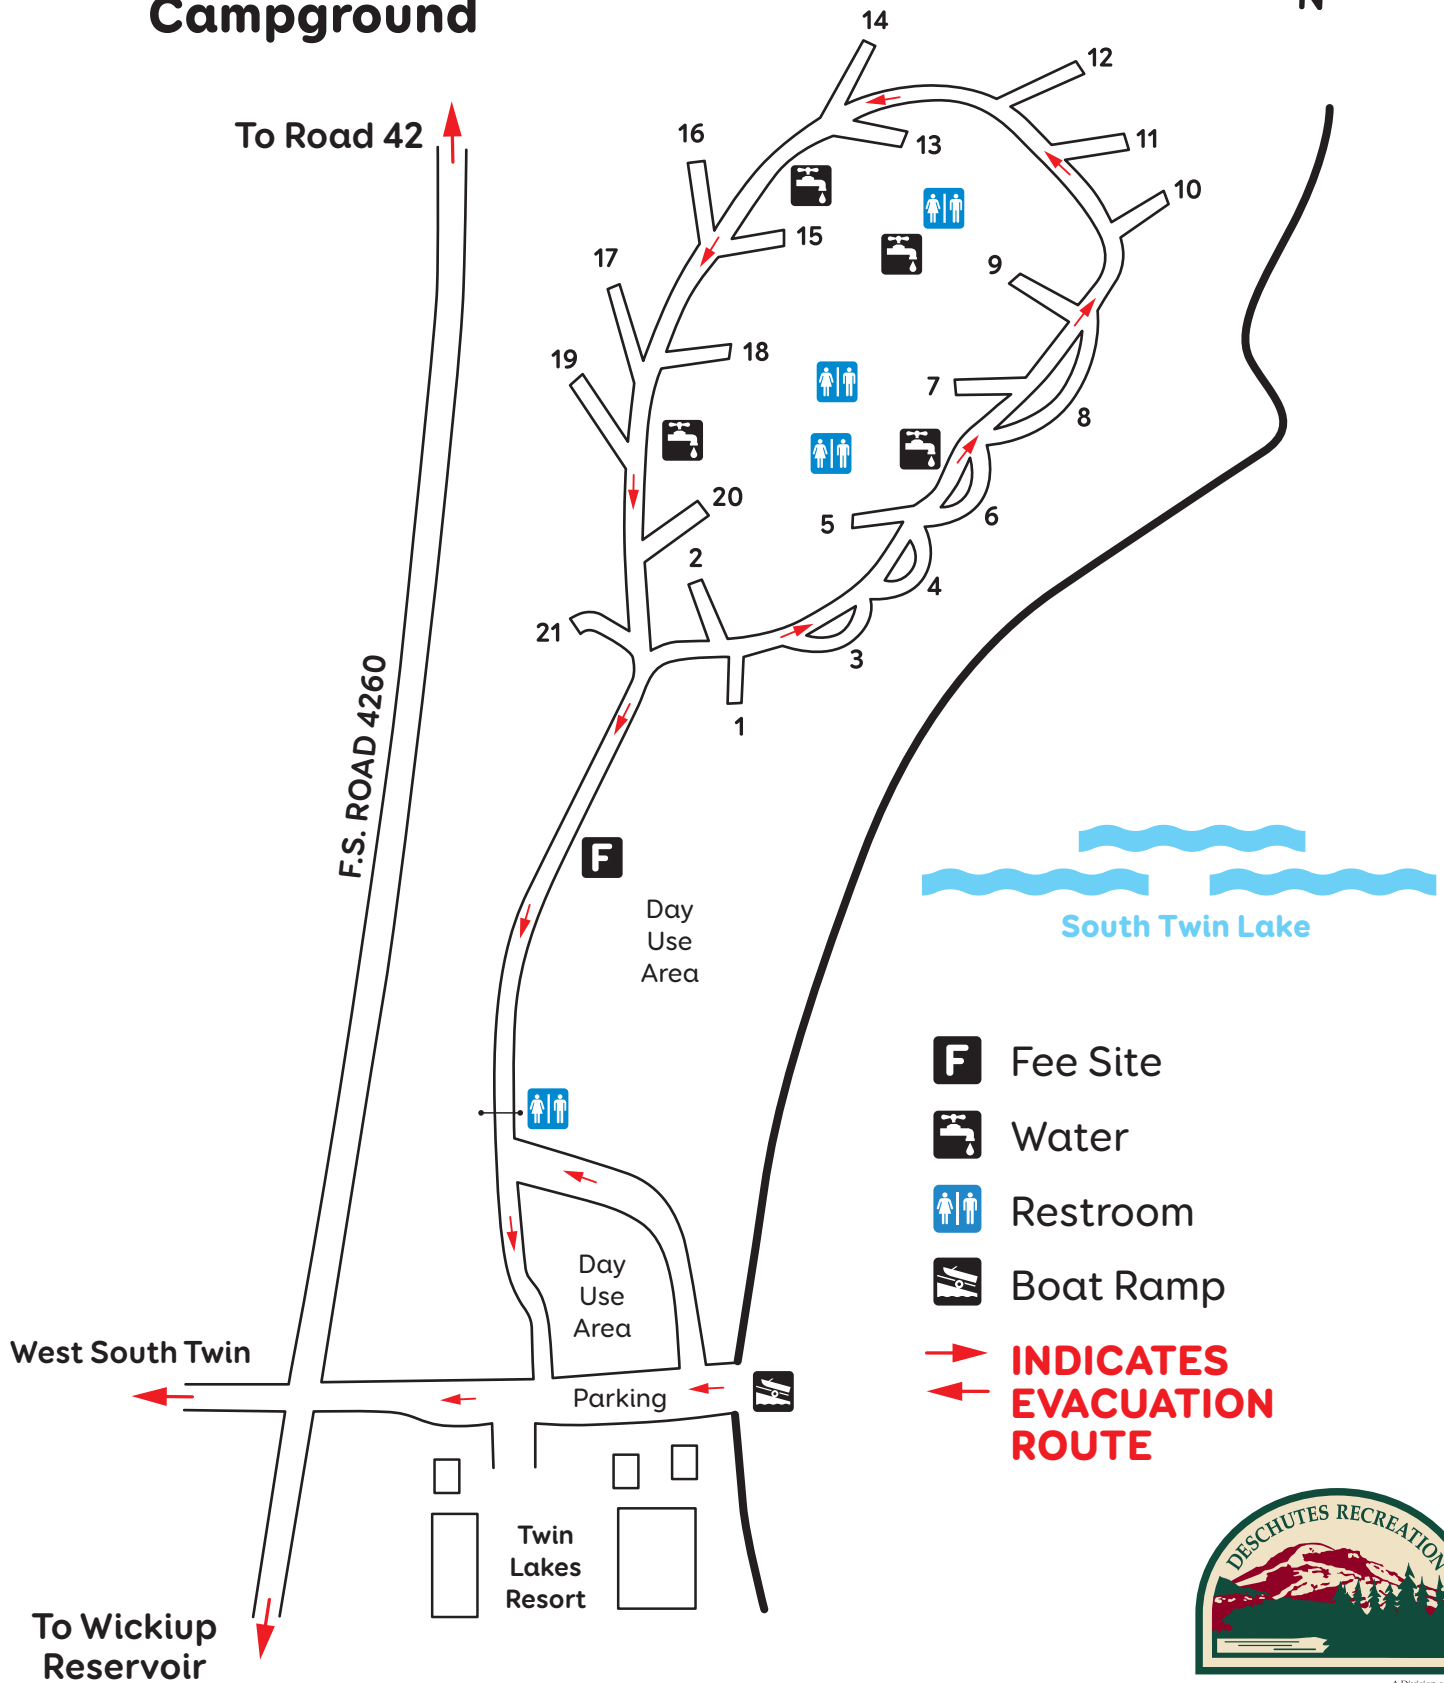 Campground
N
To Road 42
14
12
16
13
11
10
15
17
9
18
19
7
8
20
5
6
2
4
21
3
1
F.S. ROAD 4260
F
Day
Use
Area
South Twin Lake
F Fee Site
Water
Restroom
Boat Ramp
INDICATES
EVACUATION
ROUTE
Day
Use
Area
West South Twin
Parking
Twin
Lakes
Resort
To Wickiup
Reservoir
DESCHUTES RECREATION